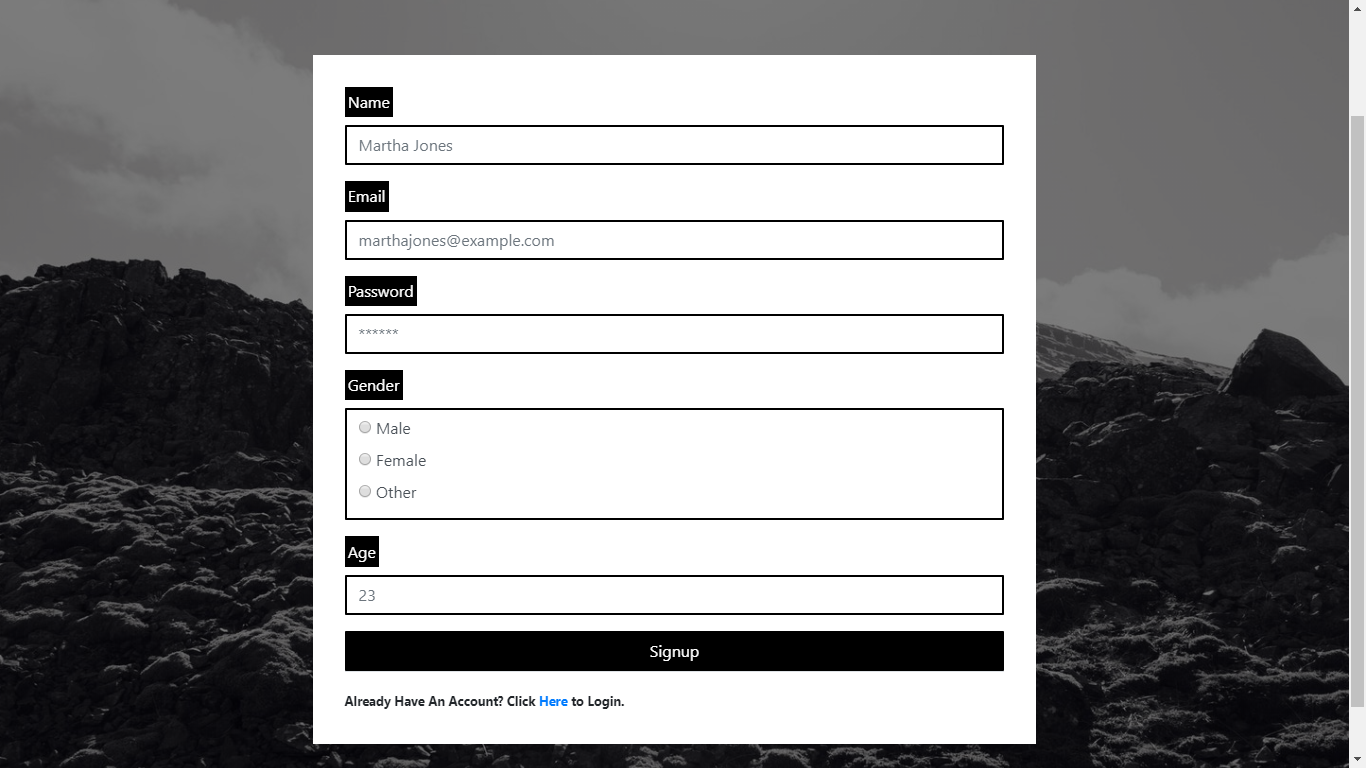 Name
Martha Jones
Email
marthajones@example.com
Password
******
Gender
Male
Female
Other
Age
23
Signup
Already Have An Account? Click Here to Login.